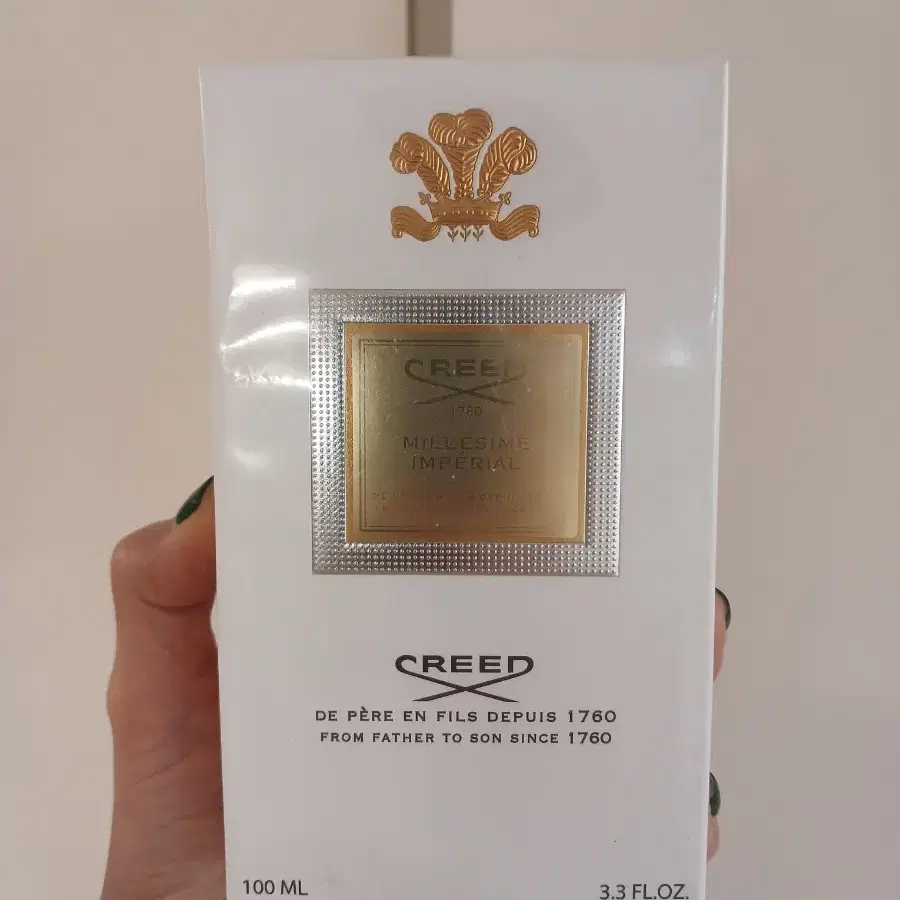 CREED
1760
MILLESIME
IMPÉRIAL
CREED
DE PÈRE EN FILS DEPUIS 1760
FROM FATHER TO SON SINCE 1760
100 ML
3.3 FL.OZ.